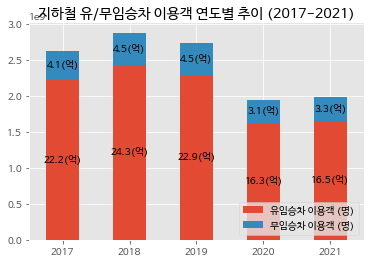 지하철 유/무임승차 이용객 연도별 추이 (2017-2021)
3.0
2.5
2.0
1.5
1.0
0.5
0.0
4.1(억)
4.5(억)
4.5(억)
3.1(억)
3.3(억)
22.2(억)
24.3(억)
22.9(억)
16.3(억)
16.5(억)
유임승차 이용객 (명)
무임승차 이용객 (명)
2017 2018 2019 2020 2021